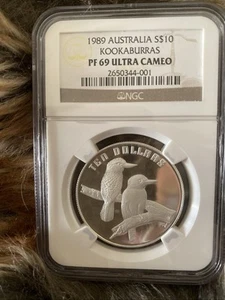 1989 AUSTRALIA S$10
KOOKABURRAS
PF 69 ULTRA CAMEO
2650344-001
NGC
TEN DOLLARS